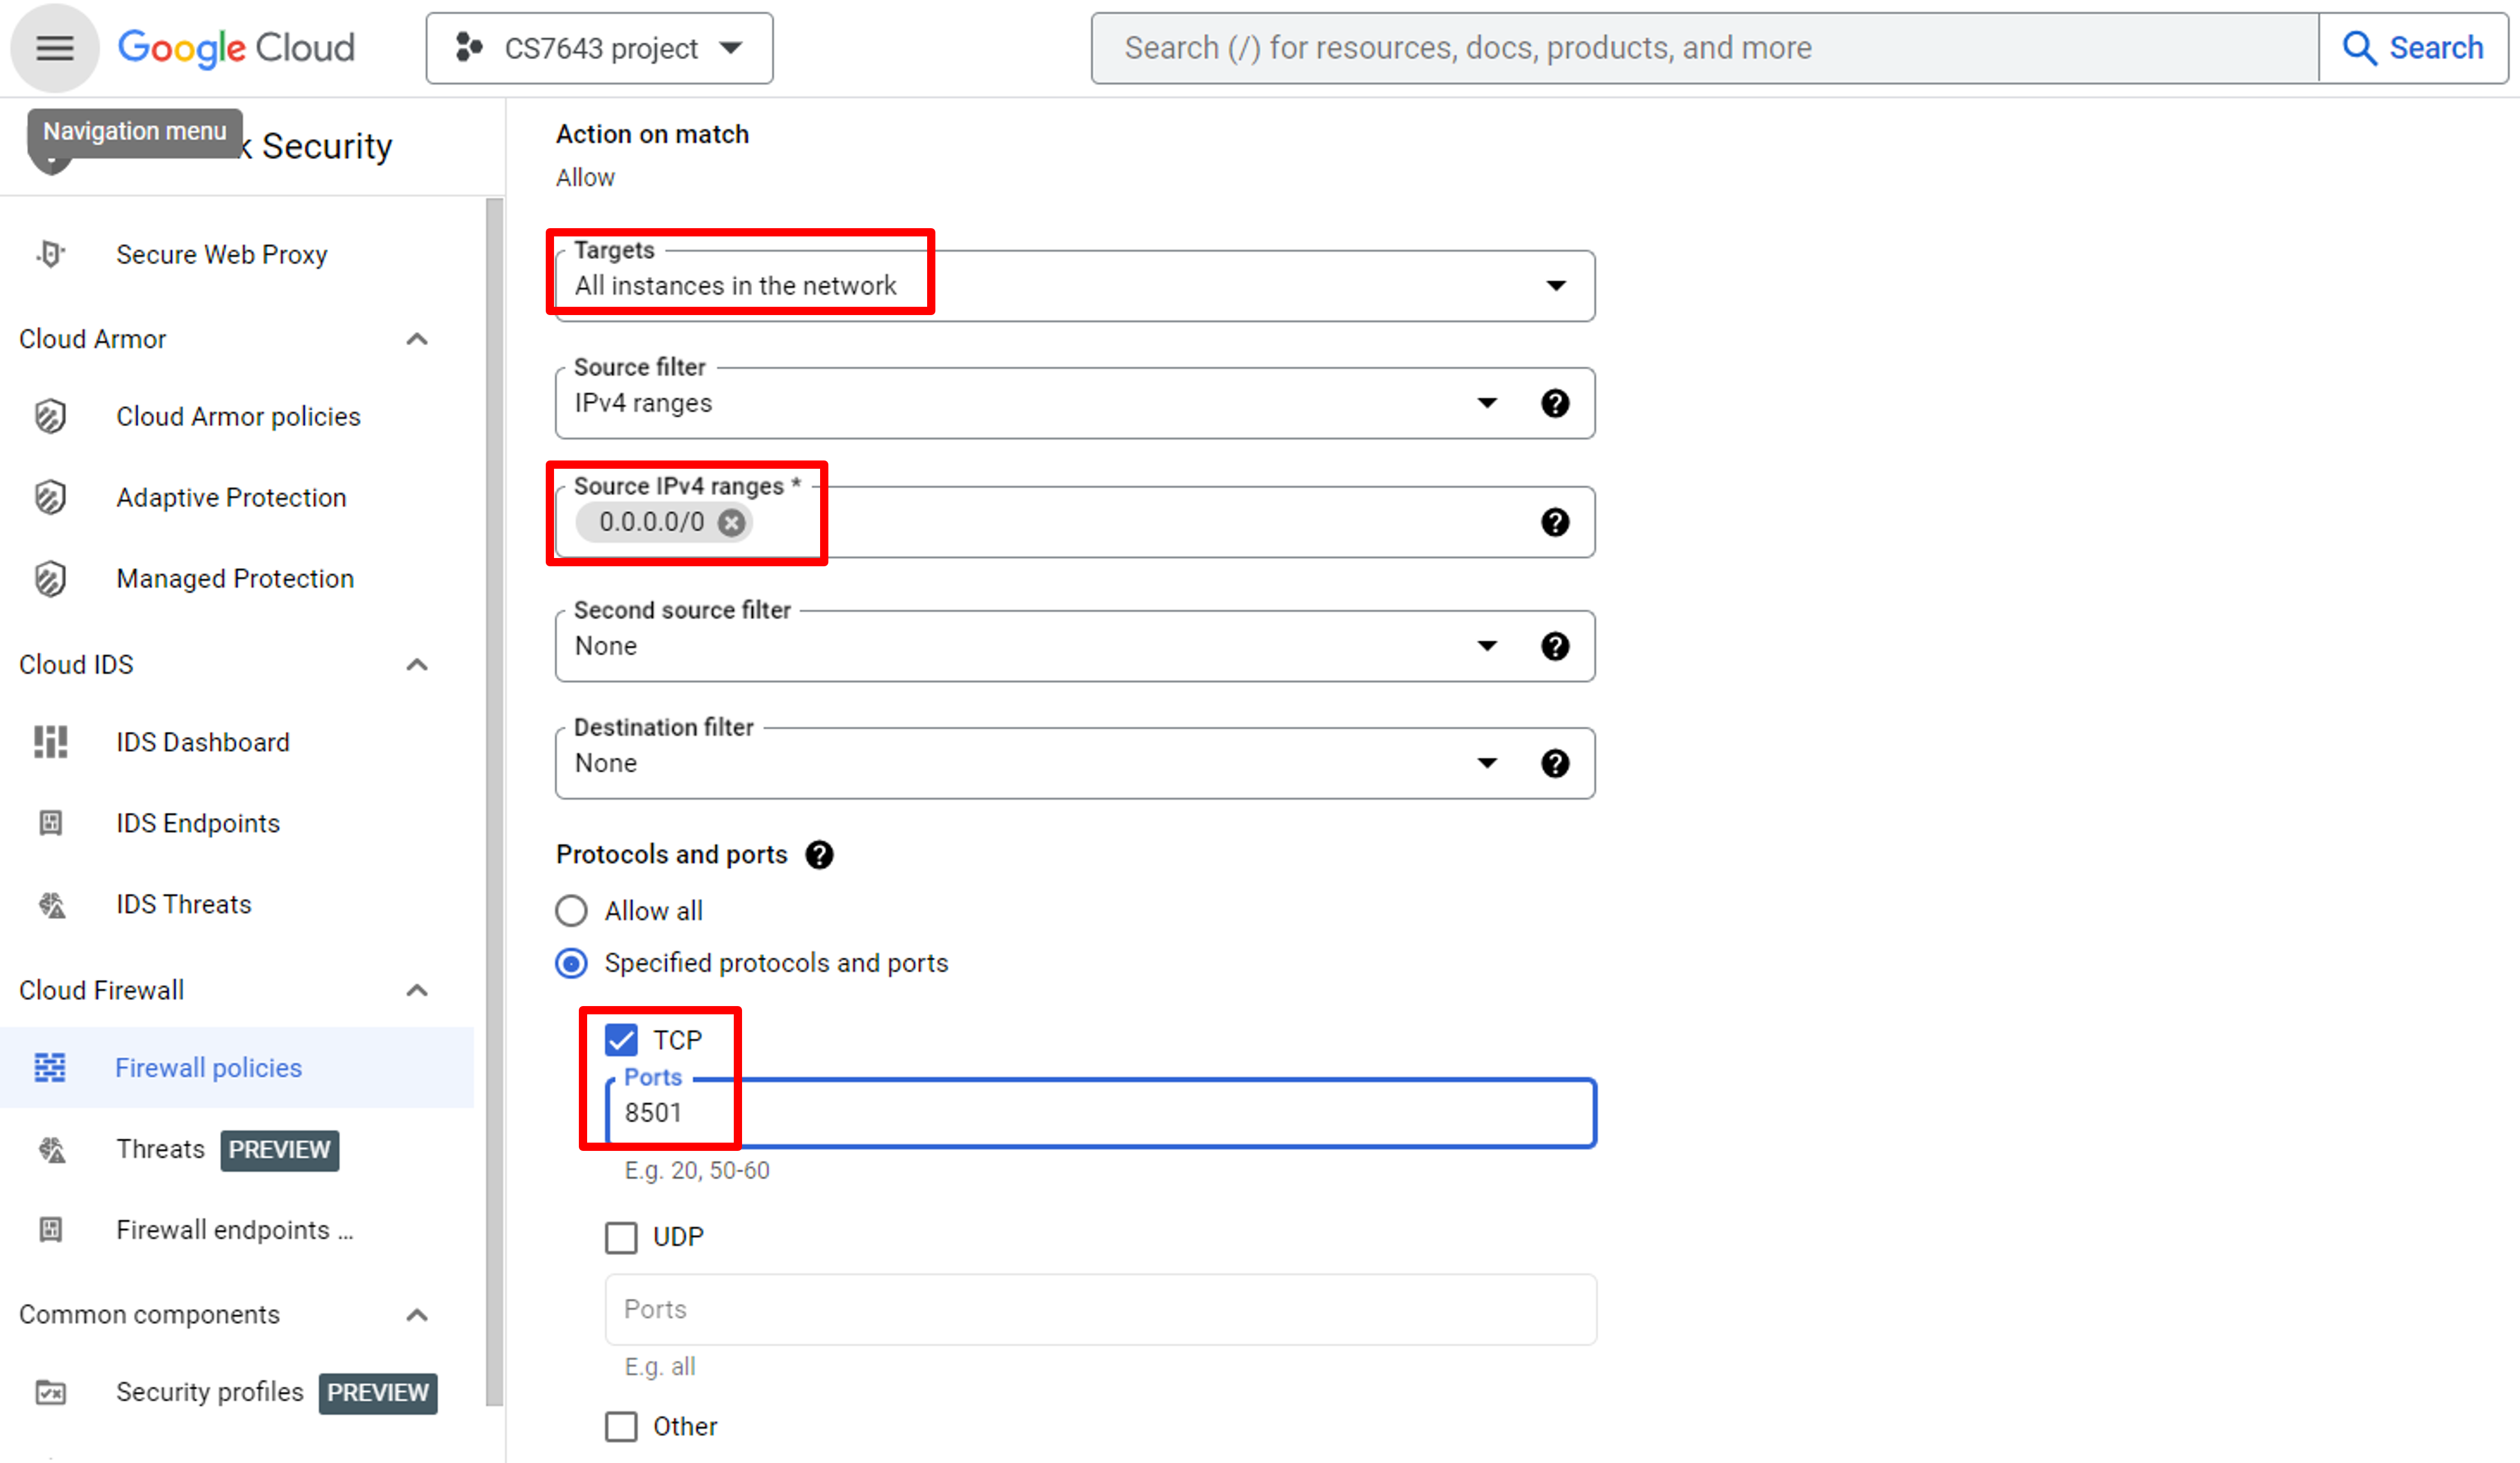 Google Cloud
CS7643 project
Search (/) for resources, docs, products, and more
Search
Navigation menu
k Security
Secure Web Proxy
Cloud Armor
Cloud Armor policies
Adaptive Protection
Managed Protection
Cloud IDS
IDS Dashboard
IDS Endpoints
IDS Threats
Cloud Firewall
Firewall policies
Threats PREVIEW
Firewall endpoints ...
Common components
Security profiles PREVIEW
Action on match
Allow
Targets
All instances in the network
Source filter
IPv4 ranges
Source IPv4 ranges *
0.0.0.0/0
Second source filter
None
Destination filter
None
Protocols and ports
Allow all
Specified protocols and ports
TCP
Ports
8501
E.g. 20, 50-60
UDP
Ports
E.g. all
Other